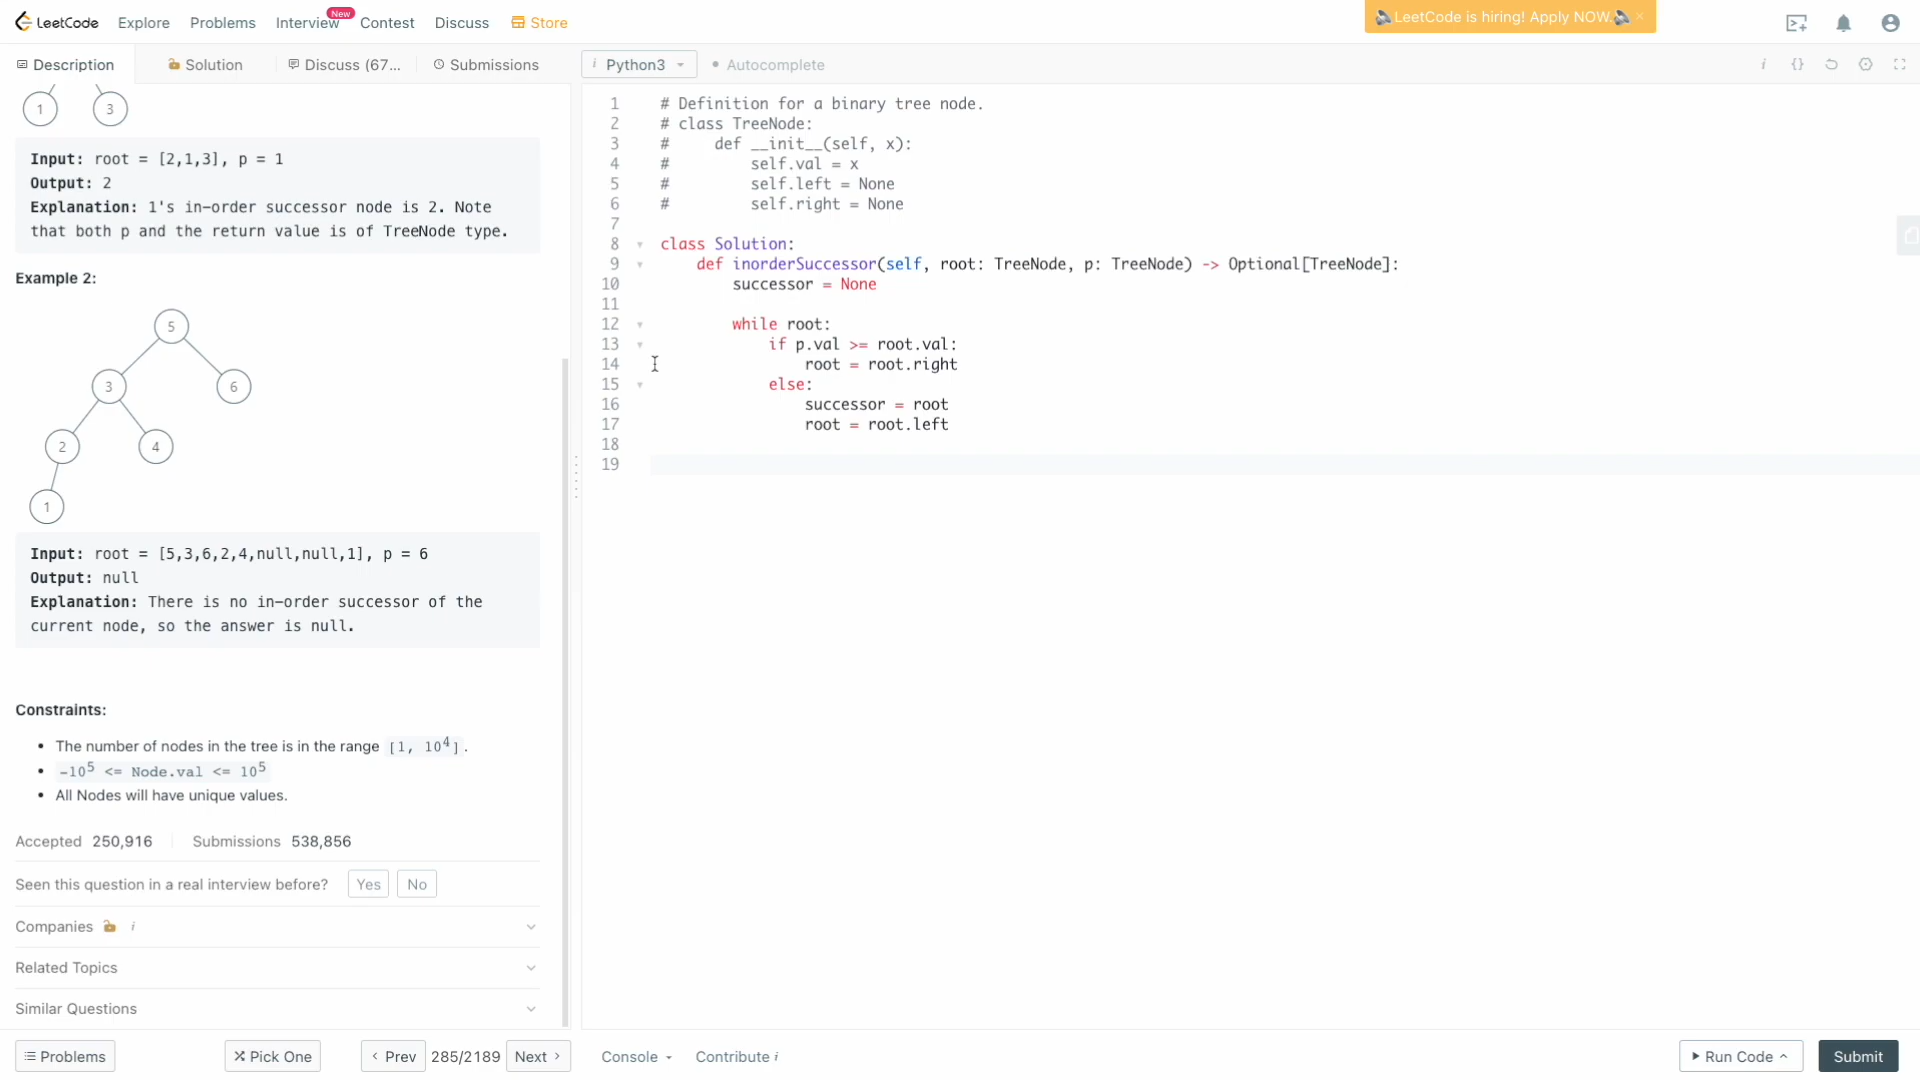 LeetCode Explore Problems Interview New Contest Discuss Store
LeetCode is hiring! Apply NOW.
Description Solution Discuss (67... Submissions
i Python3 Autocomplete
1 3
Input: root = [2,1,3], p = 1
Output: 2
Explanation: 1's in-order successor node is 2. Note
that both p and the return value is of TreeNode type.
Example 2:
5
3 6
2 4
1
Input: root = [5,3,6,2,4,null,null,1], p = 6
Output: null
Explanation: There is no in-order successor of the
current node, so the answer is null.
Constraints:
• The number of nodes in the tree is in the range [1, 10⁴].
• -10⁵ <= Node.val <= 10⁵
• All Nodes will have unique values.
Accepted 250,916 Submissions 538,856
Seen this question in a real interview before? Yes No
Companies i
Related Topics
Similar Questions
1 # Definition for a binary tree node.
2 # class TreeNode:
3 #     def __init__(self, x):
4 #         self.val = x
5 #         self.left = None
6 #         self.right = None
7
8 class Solution:
9     def inorderSuccessor(self, root: TreeNode, p: TreeNode) -> Optional[TreeNode]:
10         successor = None
11
12         while root:
13             if p.val >= root.val:
14                 root = root.right
15             else:
16                 successor = root
17                 root = root.left
18
19
Problems Pick One < Prev 285/2189 Next > Console Contribute i Run Code Submit